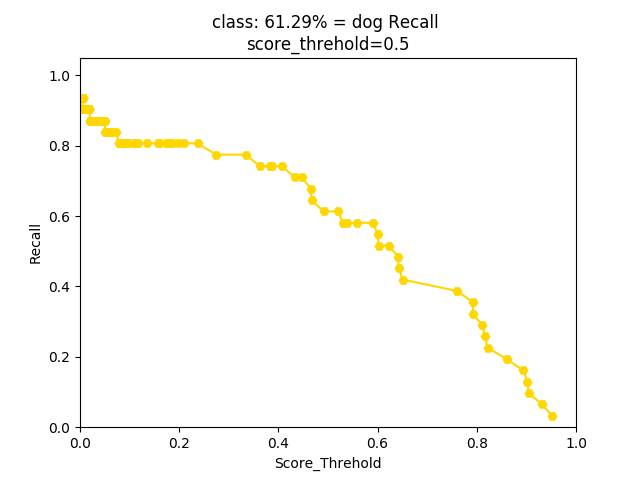 class: 61.29% = dog Recall
score_threhold=0.5
1.0
0.8
0.6
0.4
0.2
0.0
Recall
0.0 0.2 0.4 0.6 0.8 1.0
Score_Threhold